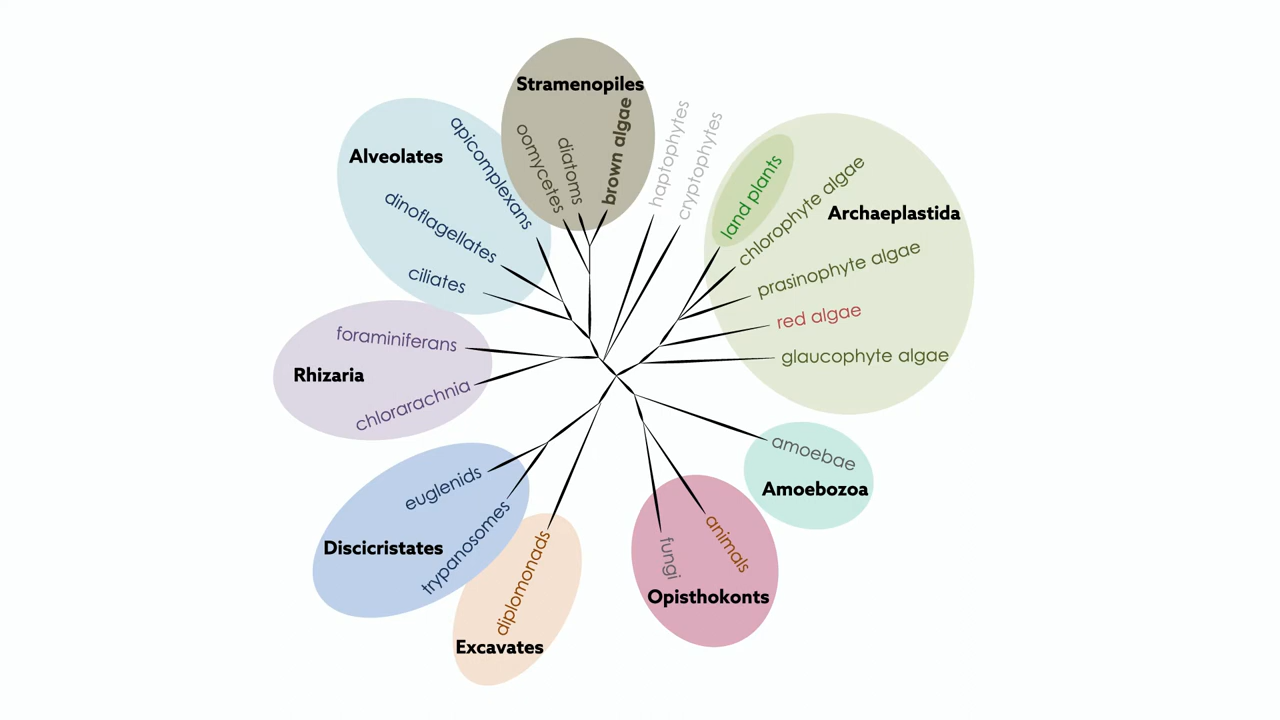 Stramenopiles
oomycetes
diatoms
brown algae
haptophytes
cryptophytes
Alveolates
apicomplexans
dinoflagellates
ciliates
land plants
chlorophyte algae
Archaeplastida
prasinophyte algae
red algae
glaucophyte algae
foraminiferans
Rhizaria
chlorarachnia
amoebae
Amoebozoa
euglenids
Discicristates
trypanosomes
diplomonads
Excavates
animals
fungi
Opisthokonts